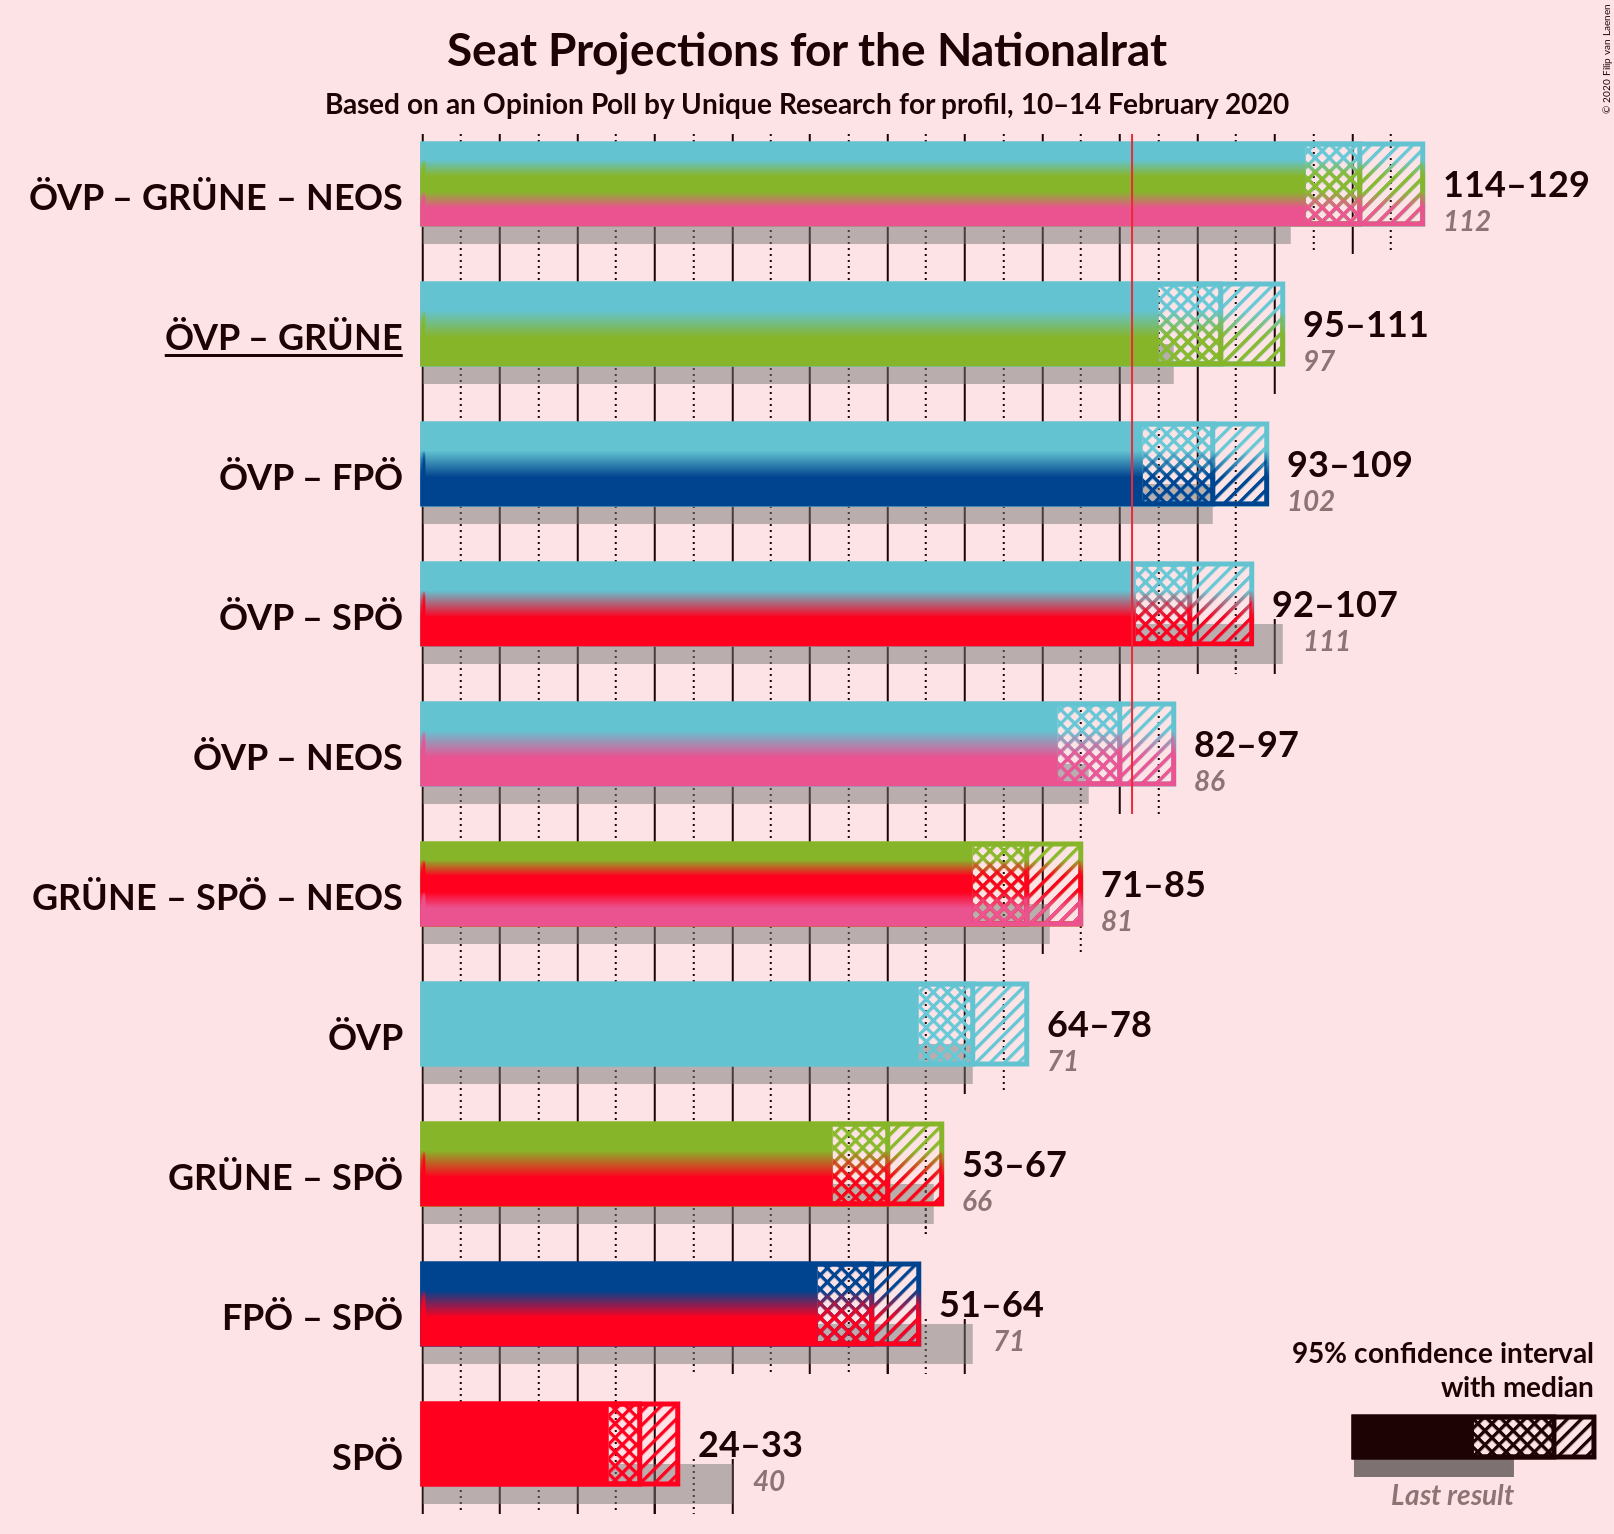 Seat Projections for the Nationalrat
Based on an Opinion Poll by Unique Research for profil, 10–14 February 2020
© 2020 Filip van Laenen
ÖVP – GRÜNE – NEOS
114–129
112
ÖVP – GRÜNE
95–111
97
ÖVP – FPÖ
93–109
102
ÖVP – SPÖ
92–107
111
ÖVP – NEOS
82–97
86
GRÜNE – SPÖ – NEOS
71–85
81
ÖVP
64–78
71
GRÜNE – SPÖ
53–67
66
FPÖ – SPÖ
51–64
71
SPÖ
24–33
40
95% confidence interval
with median
Last result